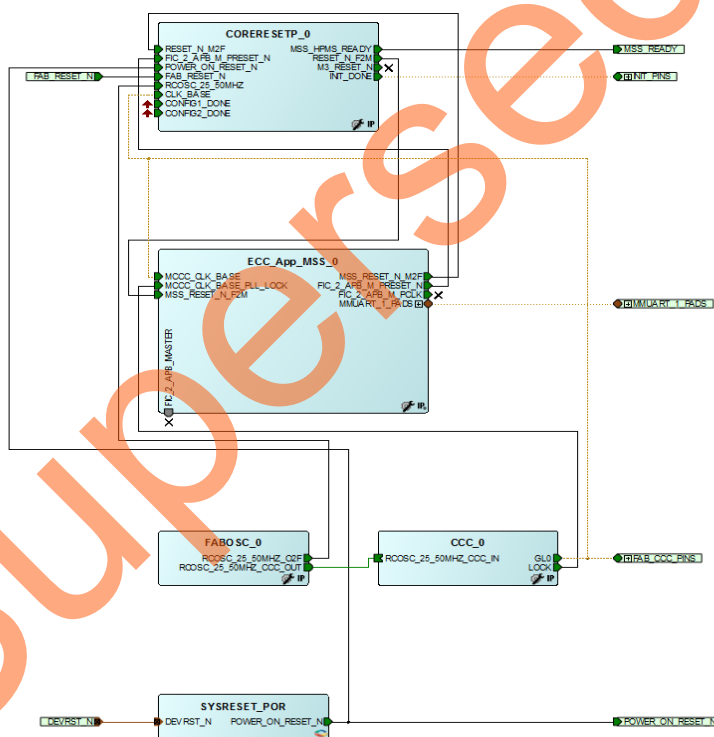 CORERESETP_0
RESET_N_M2F MSS_HPMS_READY
FIC_2_APB_M_PRESET_N RESET_N_F2M
POWER_ON_RESET_N M3_RESET_N
FAB_RESET_N INIT_DONE
RCOSC_25_50MHZ
CLK_BASE
CONFIG1_DONE
CONFIG2_DONE
IP
FAB_RESET_N
MSS_READY
INIT_PINS
ECC_App_MSS_0
MCCC_CLK_BASE MSS_RESET_N_M2F
MCCC_CLK_BASE_PLL_LOCK FIC_2_APB_M_PRESET_N
MSS_RESET_N_F2M FIC_2_APB_M_PCLK
MMUART_1_PADS
FIC_2_APB_MASTER
IP
MMUART_1_PADS
FABOSC_0
RCOSC_25_50MHZ_O2F
RCOSC_25_50MHZ_CCC_OUT
IP
CCC_0
RCOSC_25_50MHZ_CCC_IN GL0
LOCK
IP
FAB_CCC_PINS
SYSRESET_POR
DEVRST_N
DEVRST_N POWER_ON_RESET_N
POWER_ON_RESET_N
Superseded